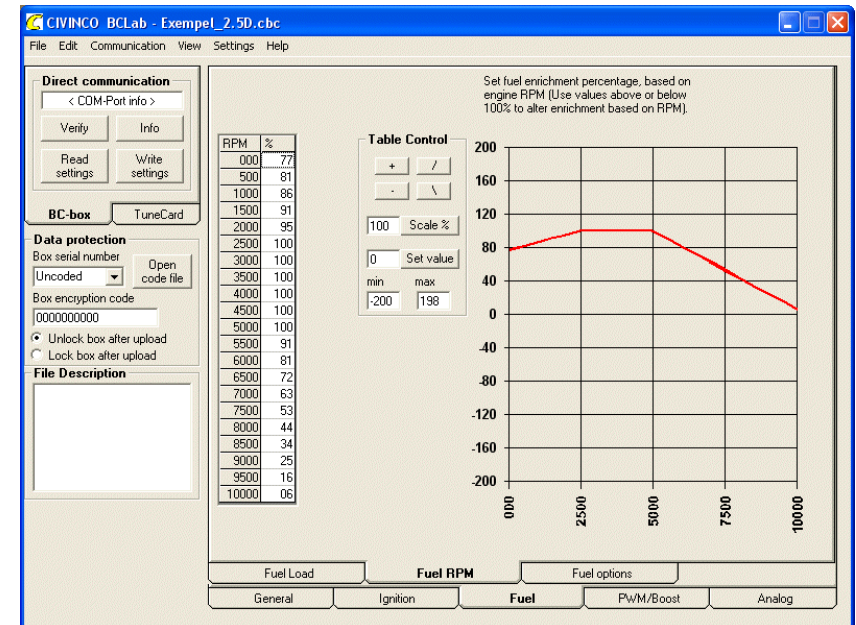 CIVINCO BCLab - Exempel_2.5D.cbc
File Edit Communication View Settings Help
Direct communication
< COM-Port info >
Verify Info
Read settings Write settings
BC-box TuneCard
Data protection
Box serial number
Uncoded
Open code file
Box encryption code
0000000000
Unlock box after upload
Lock box after upload
File Description
Set fuel enrichment percentage, based on
engine RPM (Use values above or below
100% to alter enrichment based on RPM).
RPM %
000 77
500 81
1000 86
1500 91
2000 95
2500 100
3000 100
3500 100
4000 100
4500 100
5000 100
5500 91
6000 81
6500 72
7000 63
7500 53
8000 44
8500 34
9000 25
9500 16
10000 06
Table Control
+ /
- \
100 Scale %
0 Set value
min max
-200 198
200
160
120
80
40
0
-40
-80
-120
-160
-200
000 2500 5000 7500 10000
Fuel Load Fuel RPM Fuel options
General Ignition Fuel PWM/Boost Analog